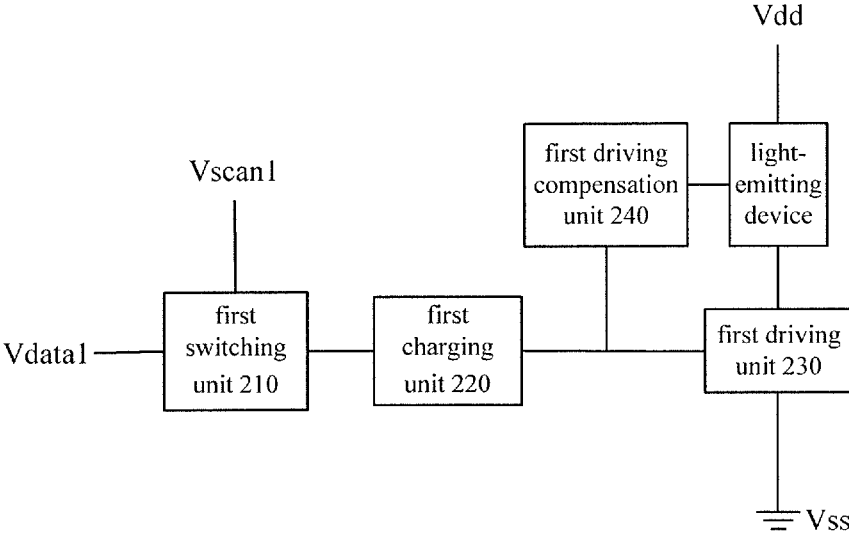 Vdd
first driving
compensation
unit 240
light-
emitting
device
Vscan1
first
switching
unit 210
first
charging
unit 220
first driving
unit 230
Vdata1
Vss